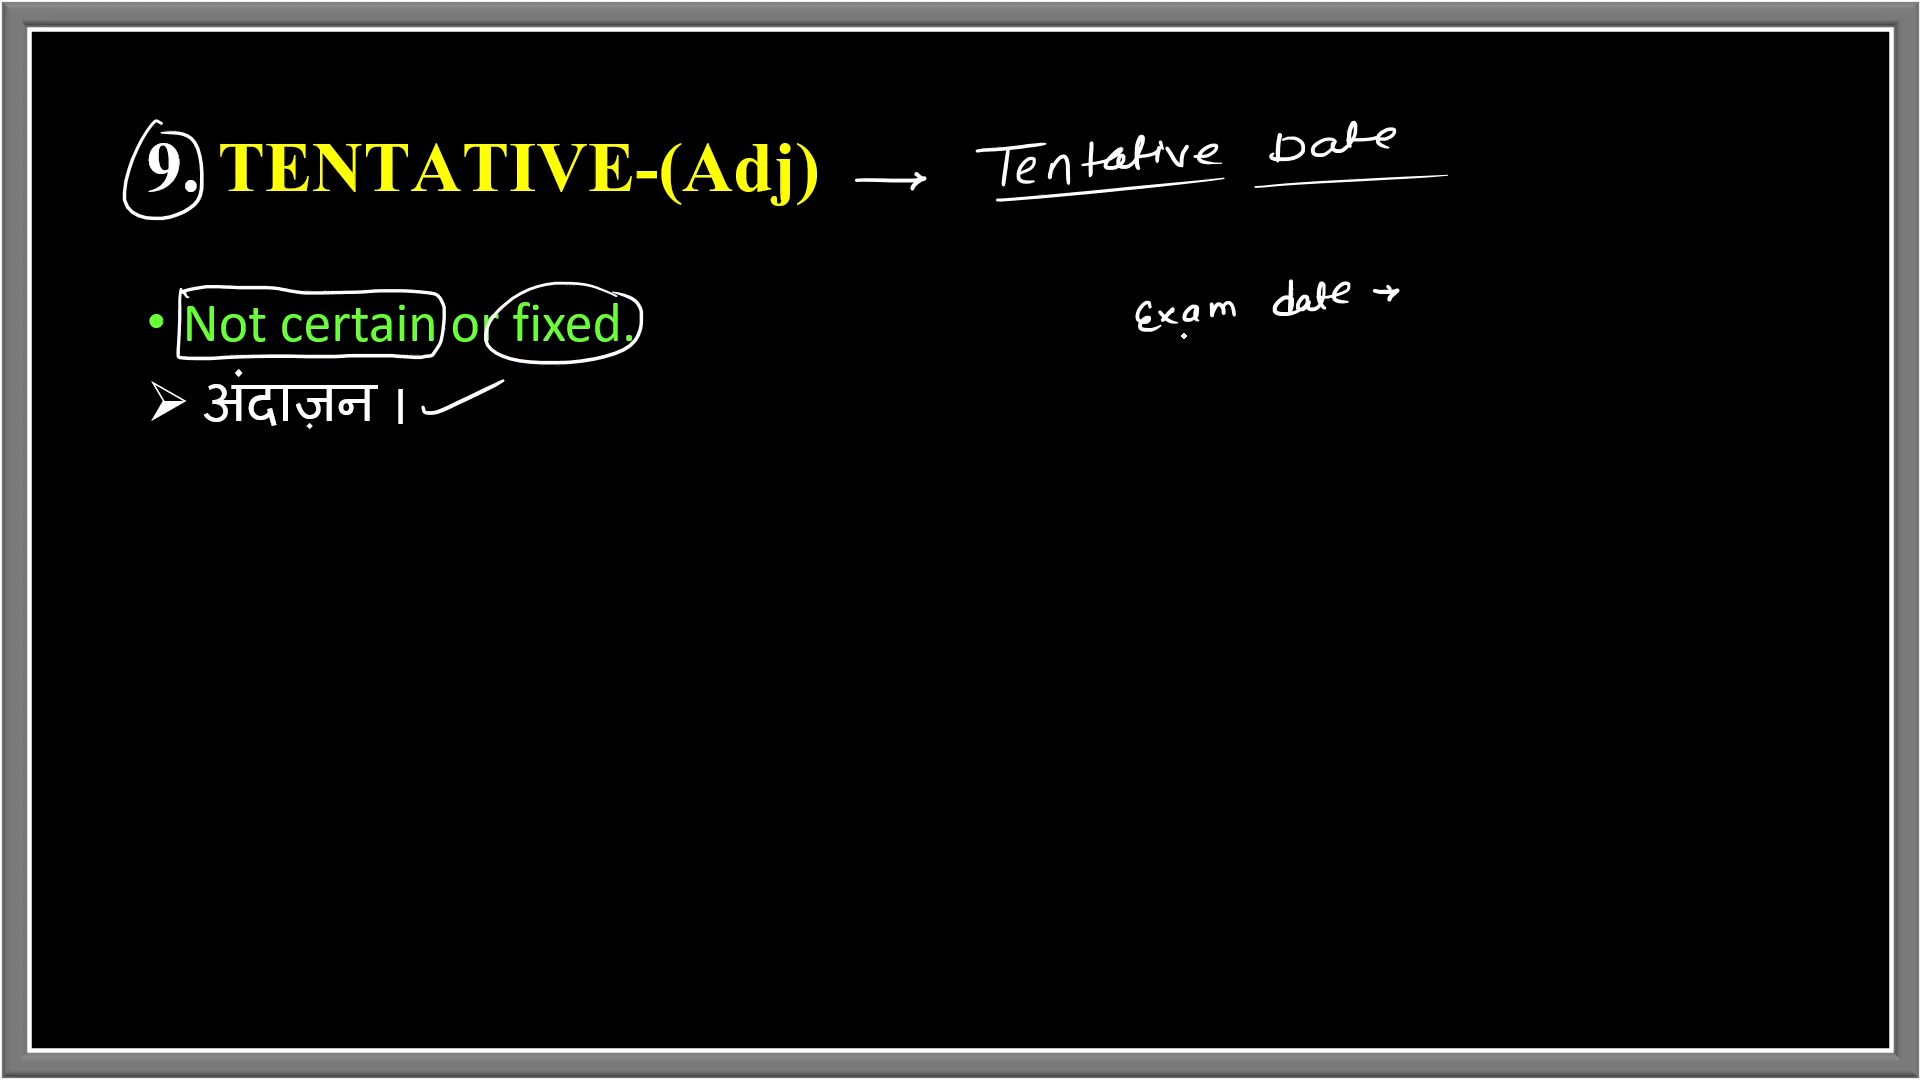 9. TENTATIVE-(Adj) → Tentative Date
• Not certain or fixed.
Exam date →
➢ अंदाज़न ।